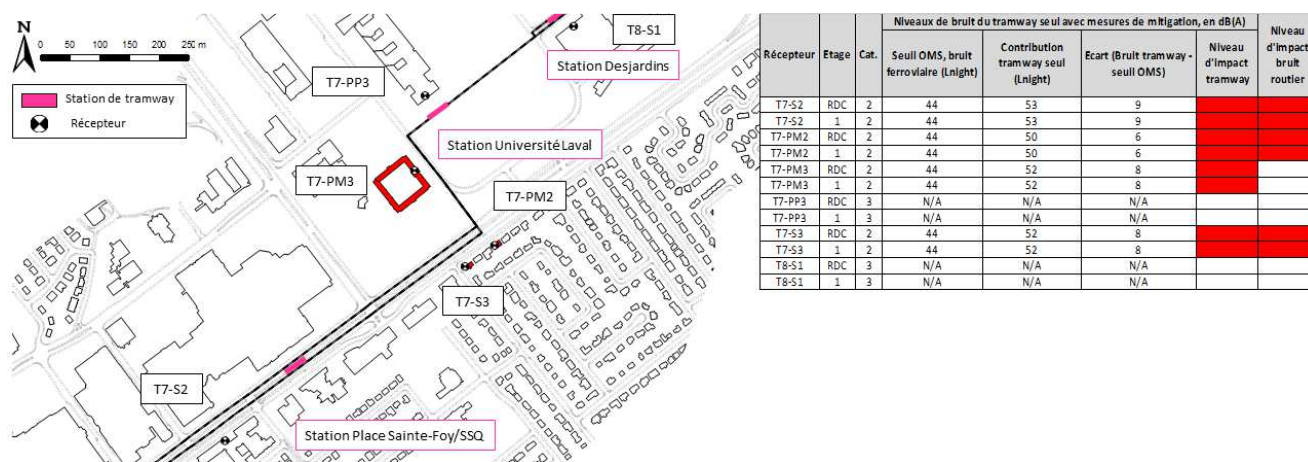 N
0 50 100 150 200 250 m
Station de tramway
Récepteur
T8-S1
Station Desjardins
T7-PP3
Station Université Laval
T7-PM3
T7-PM2
T7-S3
T7-S2
Station Place Sainte-Foy/SSQ
Niveaux de bruit du tramway seul avec mesures de mitigation, en dB(A)
Récepteur Etage Cat. Seuil OMS, bruit ferroviaire (Lnight) Contribution tramway seul (Lnight) Ecart (Bruit tramway - seuil OMS) Niveau d'impact tramway Niveau d'impact bruit routier
T7-S2 RDC 2 44 53 9
T7-S2 1 2 44 53 9
T7-PM2 RDC 2 44 50 6
T7-PM2 1 2 44 50 6
T7-PM3 RDC 2 44 52 8
T7-PM3 1 2 44 52 8
T7-PP3 RDC 3 N/A N/A N/A
T7-PP3 1 3 N/A N/A N/A
T7-S3 RDC 2 44 52 8
T7-S3 1 2 44 52 8
T8-S1 RDC 3 N/A N/A N/A
T8-S1 1 3 N/A N/A N/A